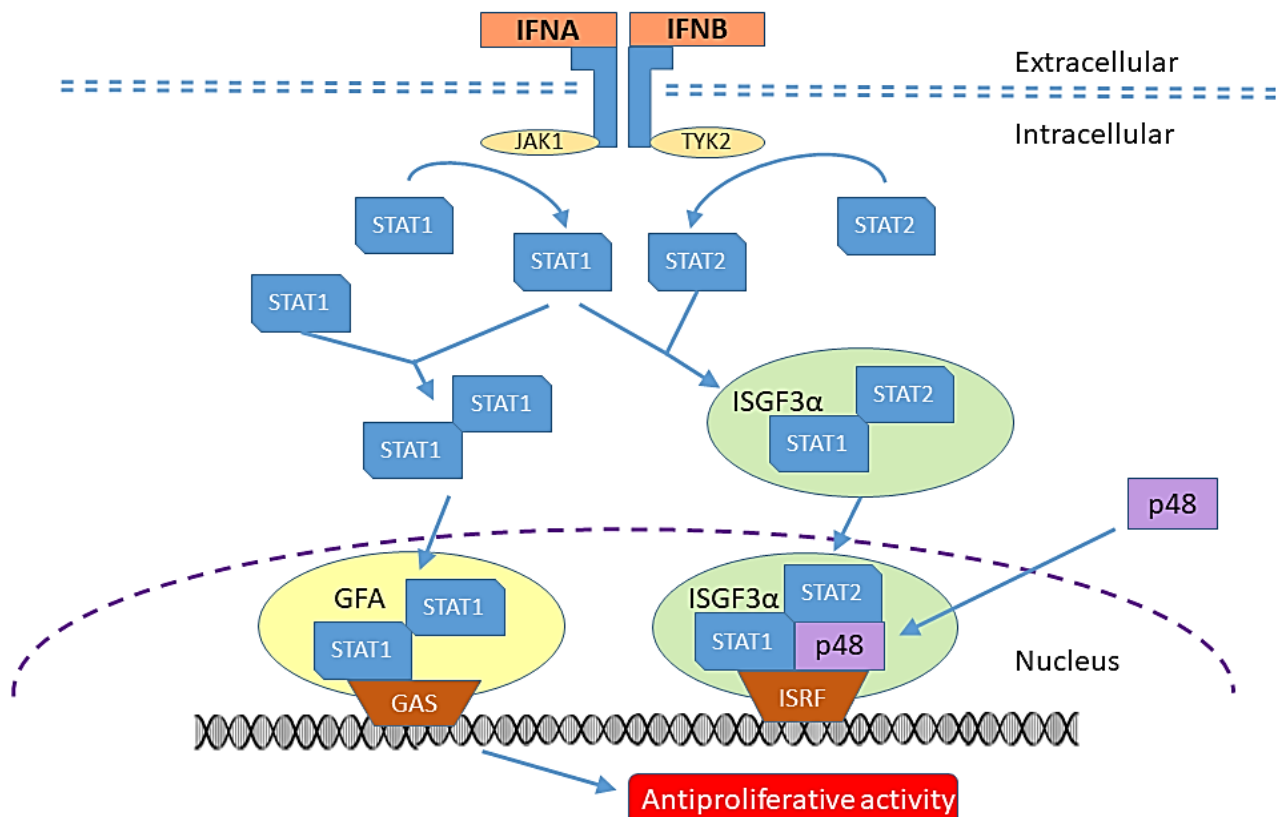 IFNA
IFNB
Extracellular
Intracellular
JAK1
TYK2
STAT1
STAT2
STAT1
STAT2
STAT1
STAT1
STAT1
ISGF3α
STAT2
STAT1
p48
GFA
STAT1
STAT1
ISGF3α
STAT2
STAT1
p48
Nucleus
GAS
ISRF
Antiproliferative activity